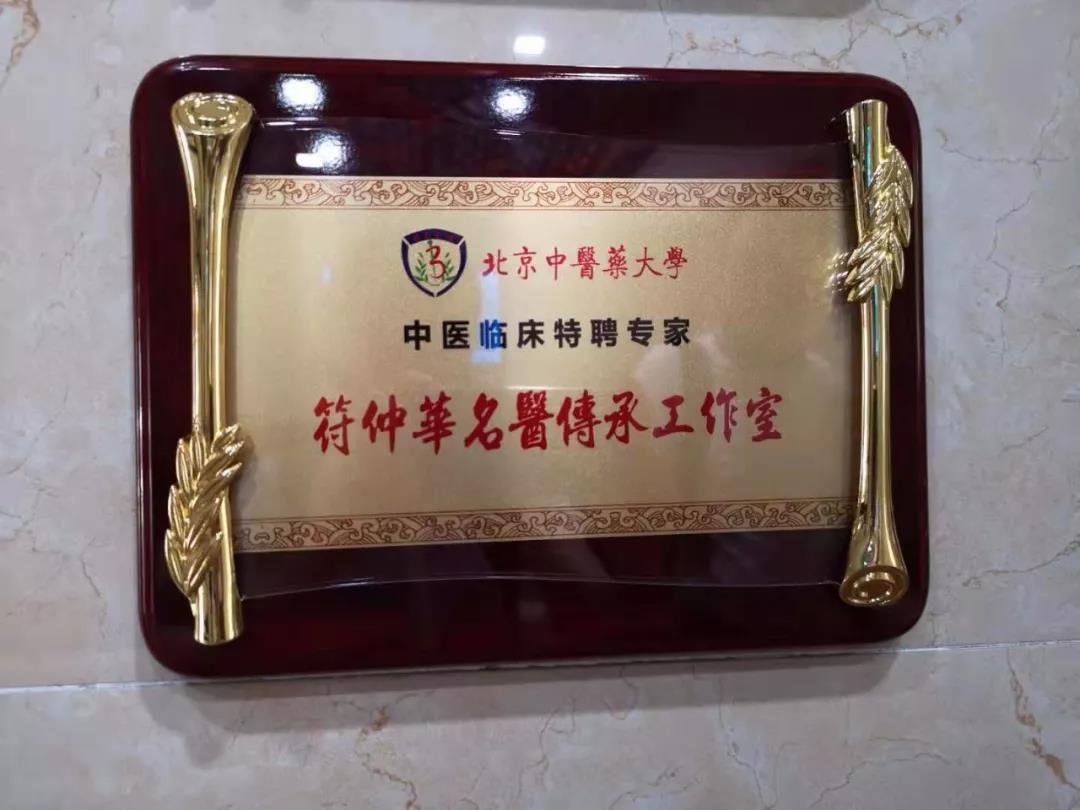 北京中醫藥大學
中医临床特聘专家
符仲華名醫傳承工作室